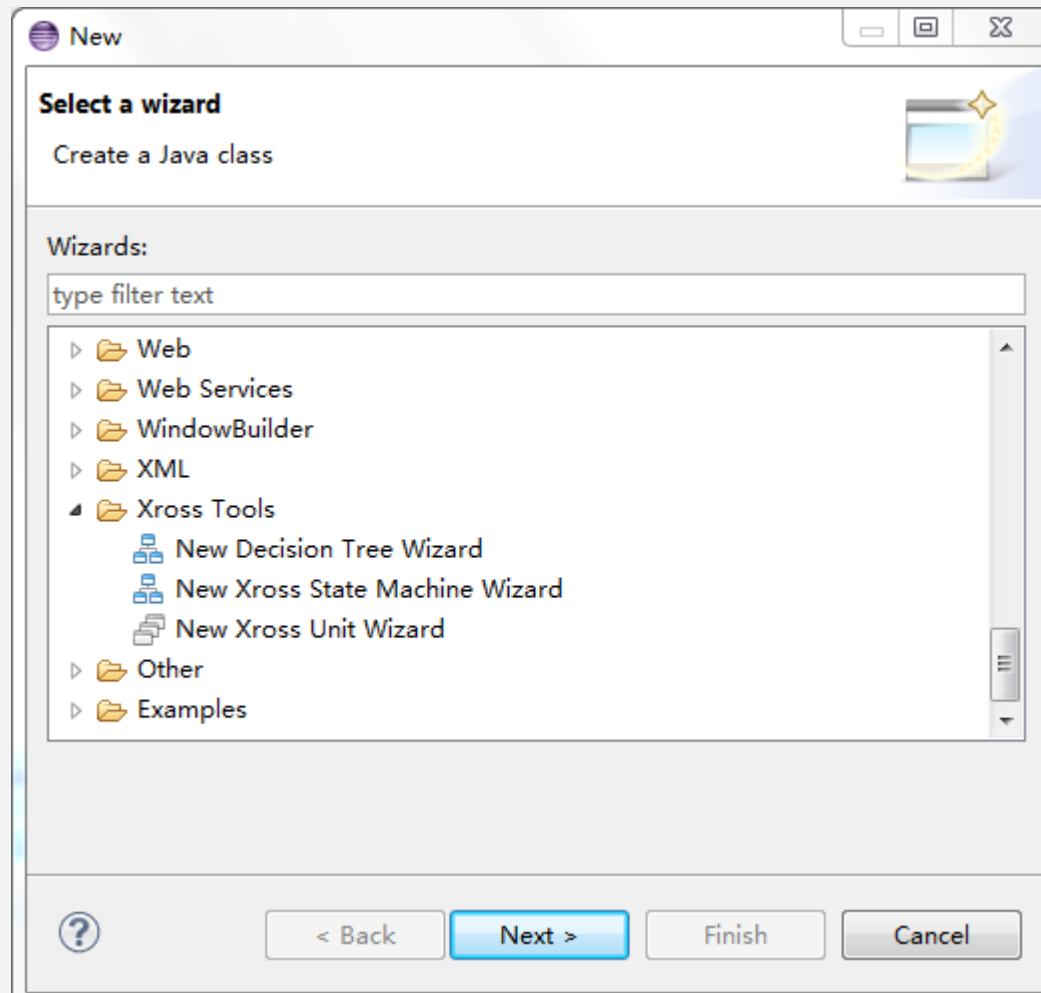 New
Select a wizard
Create a Java class
Wizards:
type filter text
Web
Web Services
WindowBuilder
XML
Xross Tools
New Decision Tree Wizard
New Xross State Machine Wizard
New Xross Unit Wizard
Other
Examples
? < Back Next > Finish Cancel